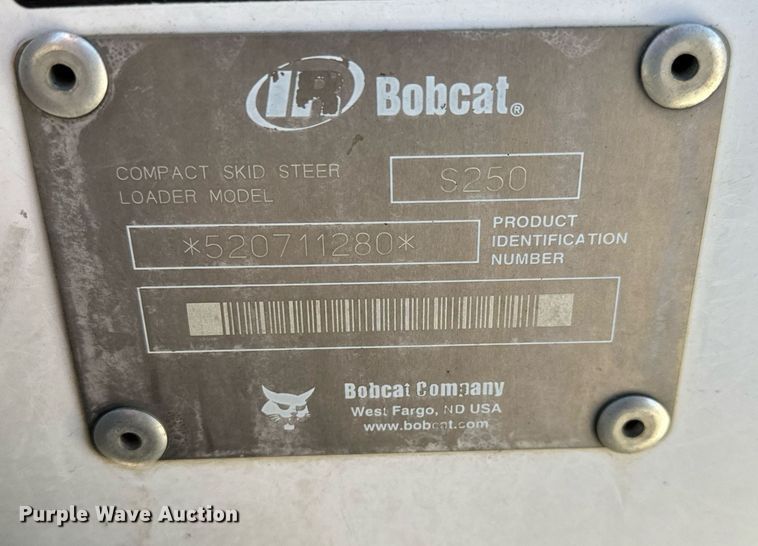 IR Bobcat®
COMPACT SKID STEER
LOADER MODEL
S250
*520711280*
PRODUCT
IDENTIFICATION
NUMBER
Bobcat Company
West Fargo, ND USA
www.bobcat.com
Purple Wave Auction